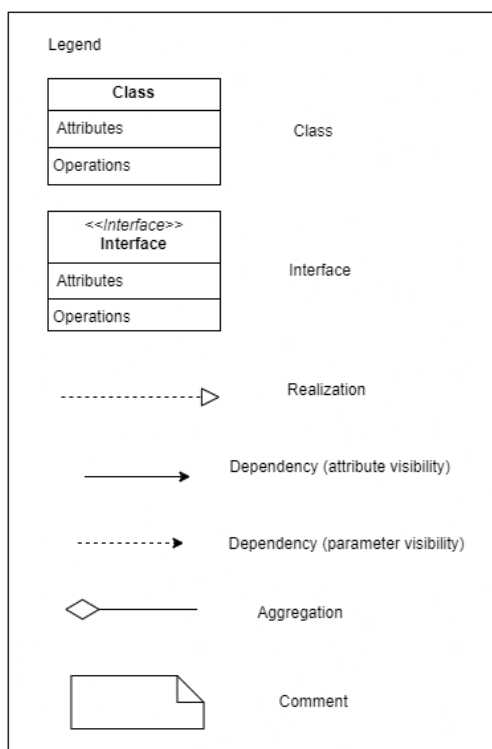 Legend
Class
Attributes
Operations
Class
<<Interface>>
Interface
Attributes
Operations
Interface
Realization
Dependency (attribute visibility)
Dependency (parameter visibility)
Aggregation
Comment